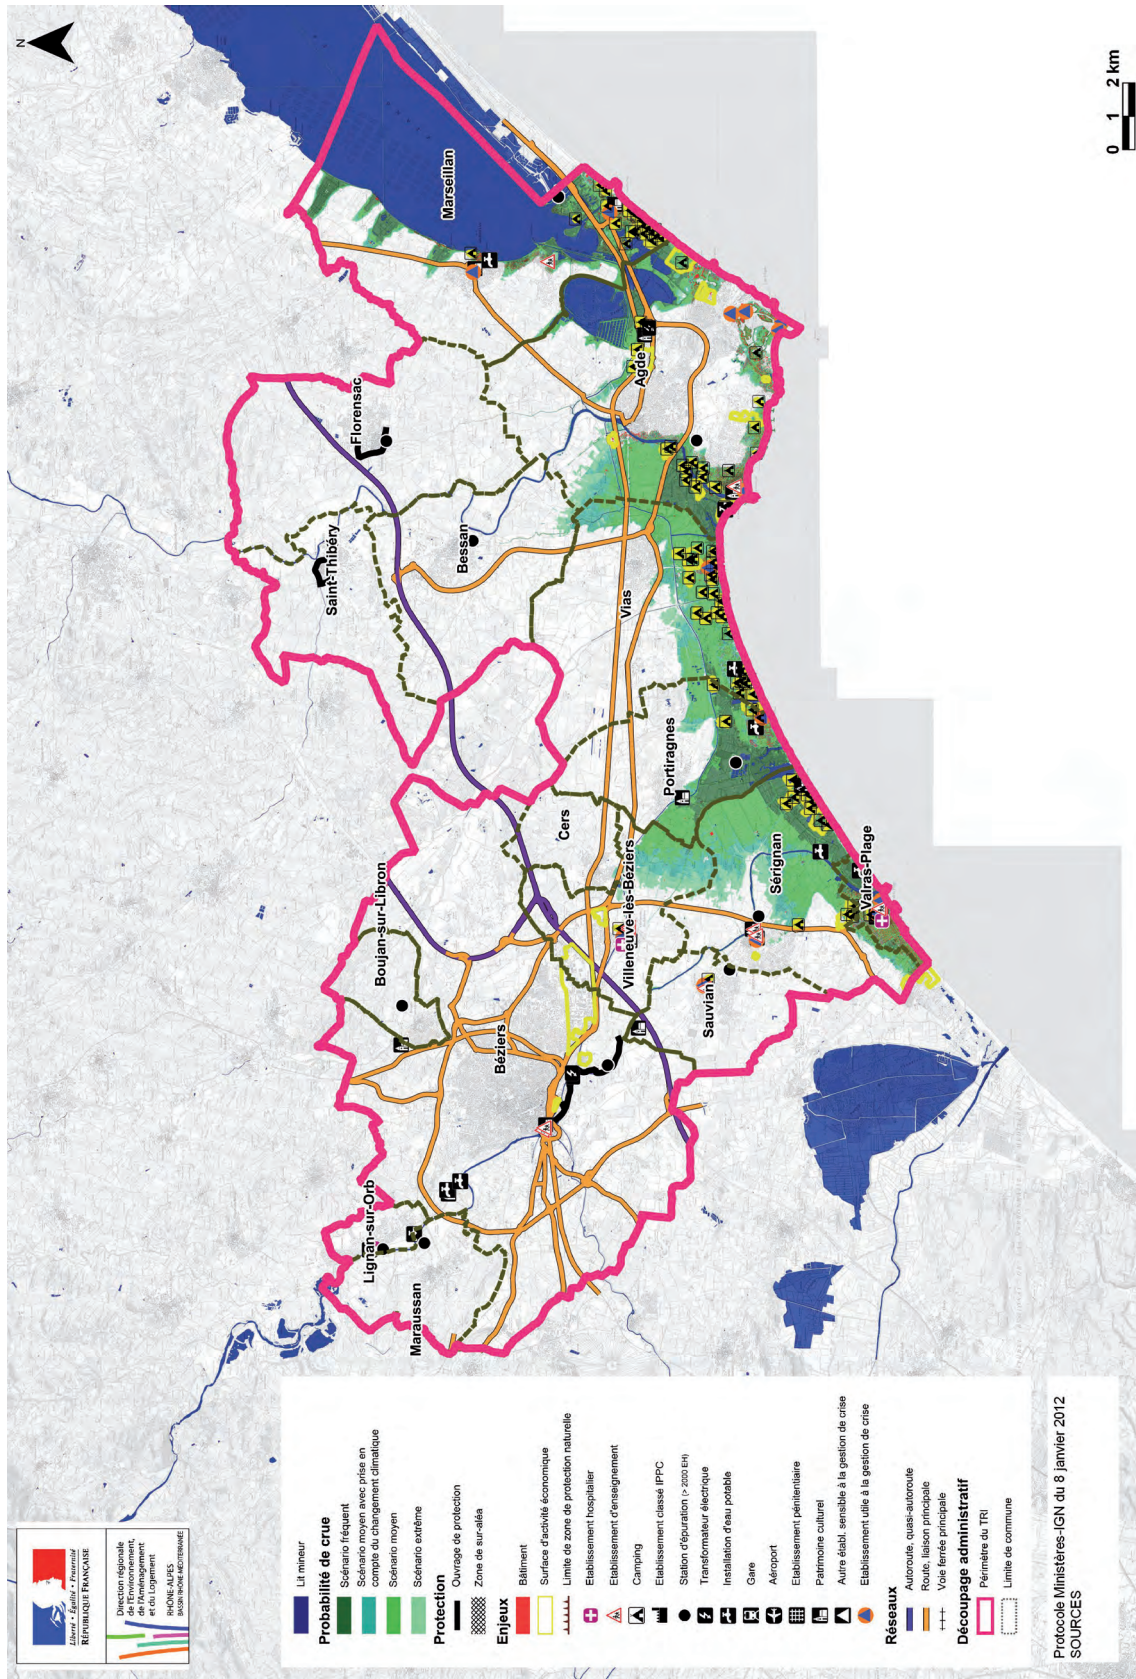 Liberté • Égalité • Fraternité
RÉPUBLIQUE FRANÇAISE
Direction régionale
de l'Environnement,
de l'Aménagement
et du Logement
RHÔNE-ALPES
BASSIN RHÔNE-MÉDITERRANÉE
Lit mineur
Probabilité de crue
Scénario fréquent
Scénario moyen avec prise en
compte du changement climatique
Scénario moyen
Scénario extrême
Protection
Ouvrage de protection
Zone de sur-aléa
Enjeux
Bâtiment
Surface d'activité économique
Limite de zone de protection naturelle
Etablissement hospitalier
Etablissement d'enseignement
Camping
Etablissement classé IPPC
Station d'épuration (> 2000 EH)
Transformateur électrique
Installation d'eau potable
Gare
Aéroport
Etablissement pénitentiaire
Patrimoine culturel
Autre établ. sensible à la gestion de crise
Etablissement utile à la gestion de crise
Réseaux
Autoroute, quasi-autoroute
Route, liaison principale
Voie ferrée principale
Découpage administratif
Périmètre du TRI
Limite de commune
Protocole Ministères-IGN du 8 janvier 2012
SOURCES
Maraussan
Lignan-sur-Orb
Béziers
Boujan-sur-Libron
Sauvian
Villeneuve-lès-Béziers
Cers
Sérignan
Valras-Plage
Portiragnes
Vias
Saint-Thibéry
Bessan
Florensac
Agde
Marseillan
N
0 1 2 km